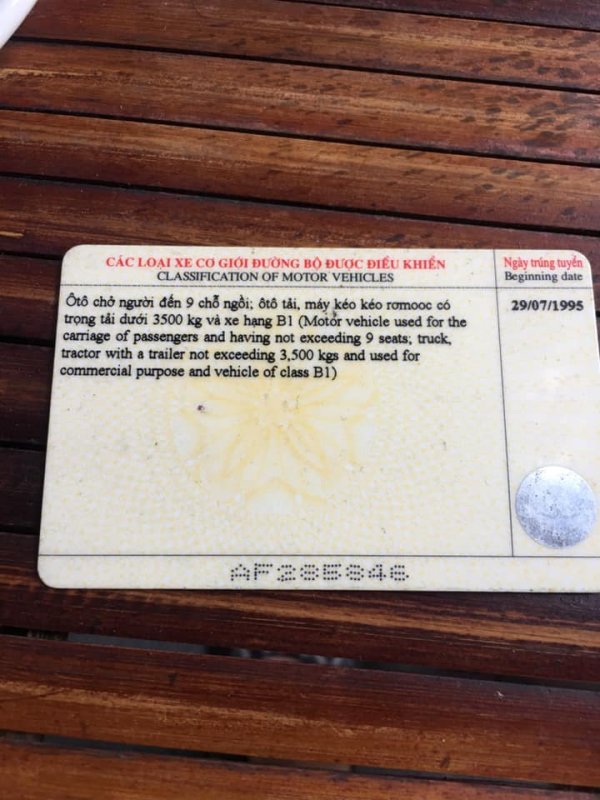 CÁC LOẠI XE CƠ GIỚI ĐƯỜNG BỘ ĐƯỢC ĐIỀU KHIỂN
CLASSIFICATION OF MOTOR VEHICLES
Ngày trúng tuyển
Beginning date
Ôtô chở người đến 9 chỗ ngồi; ôtô tải, máy kéo kéo rơmooc có
trọng tải dưới 3500 kg và xe hạng B1 (Motor vehicle used for the
carriage of passengers and having not exceeding 9 seats; truck,
tractor with a trailer not exceeding 3,500 kgs and used for
commercial purpose and vehicle of class B1)
29/07/1995
AF285846